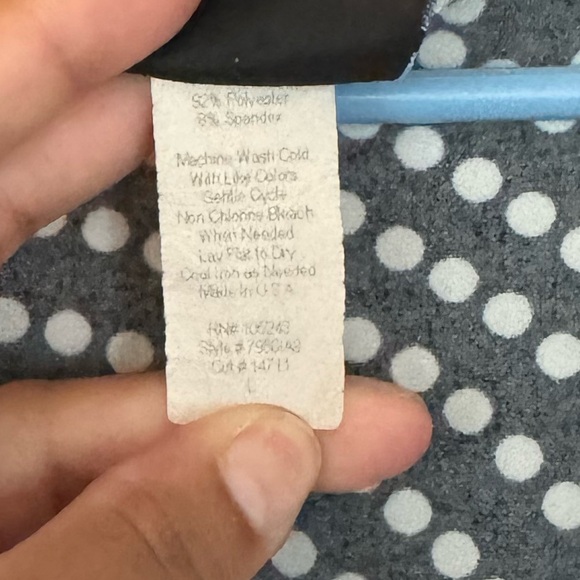 92% Polyester
8% Spandex
Machine Wash Cold
With Like Colors
Gentle Cycle
Non Chlorine Bleach
When Needed
Lay Flat to Dry
Cool Iron as Needed
Made In U S A
RN#
Style #
Cut # 14711
L